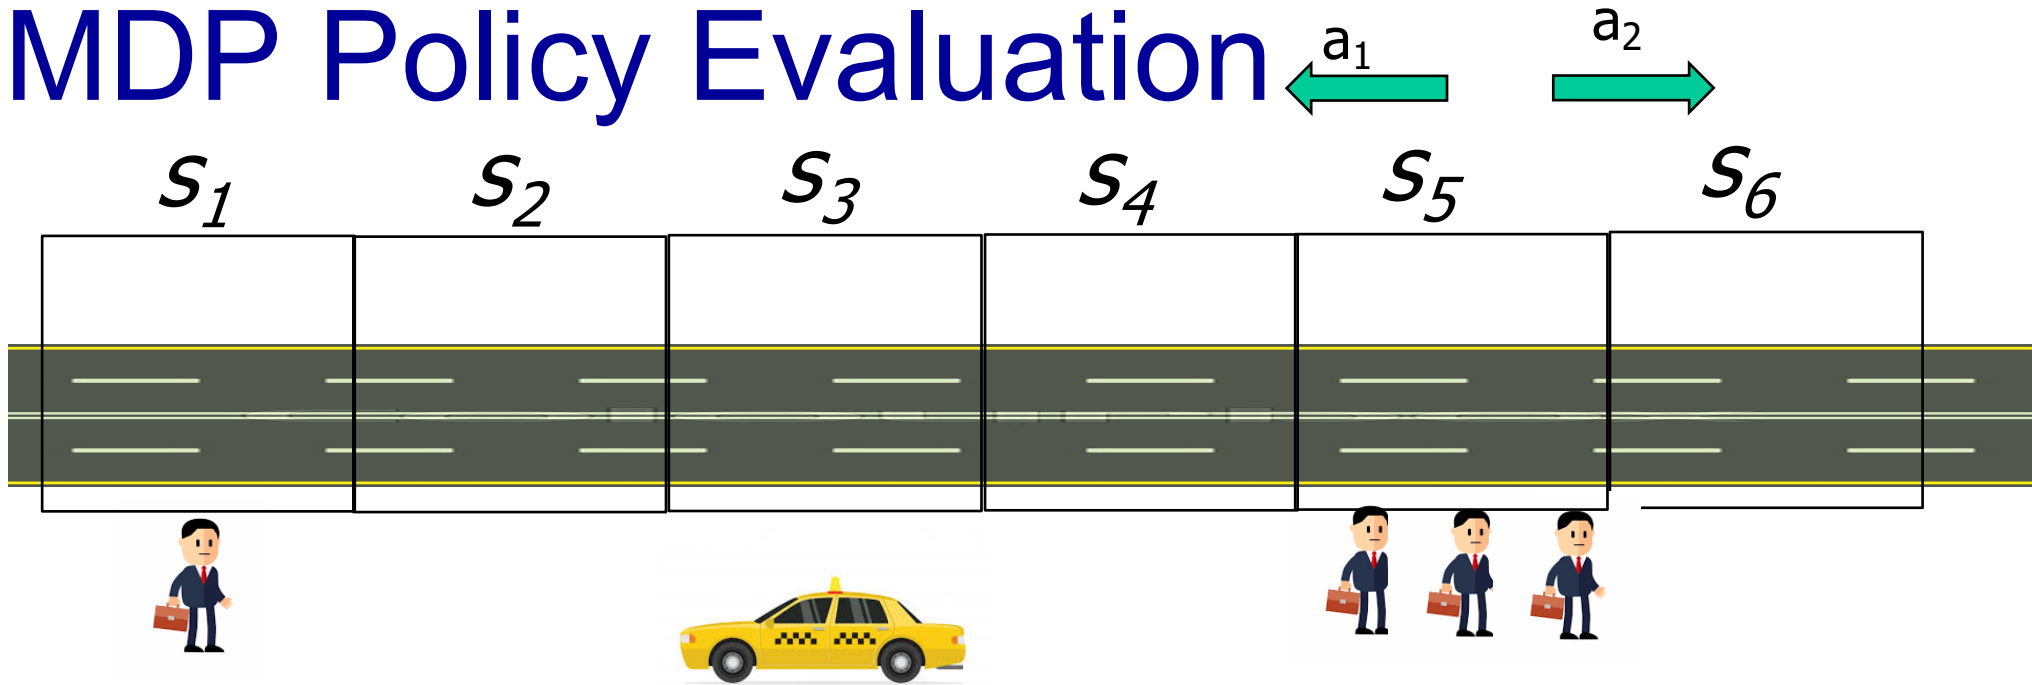 MDP Policy Evaluation a₁ a₂
s₁ s₂ s₃ s₄ s₅ s₆